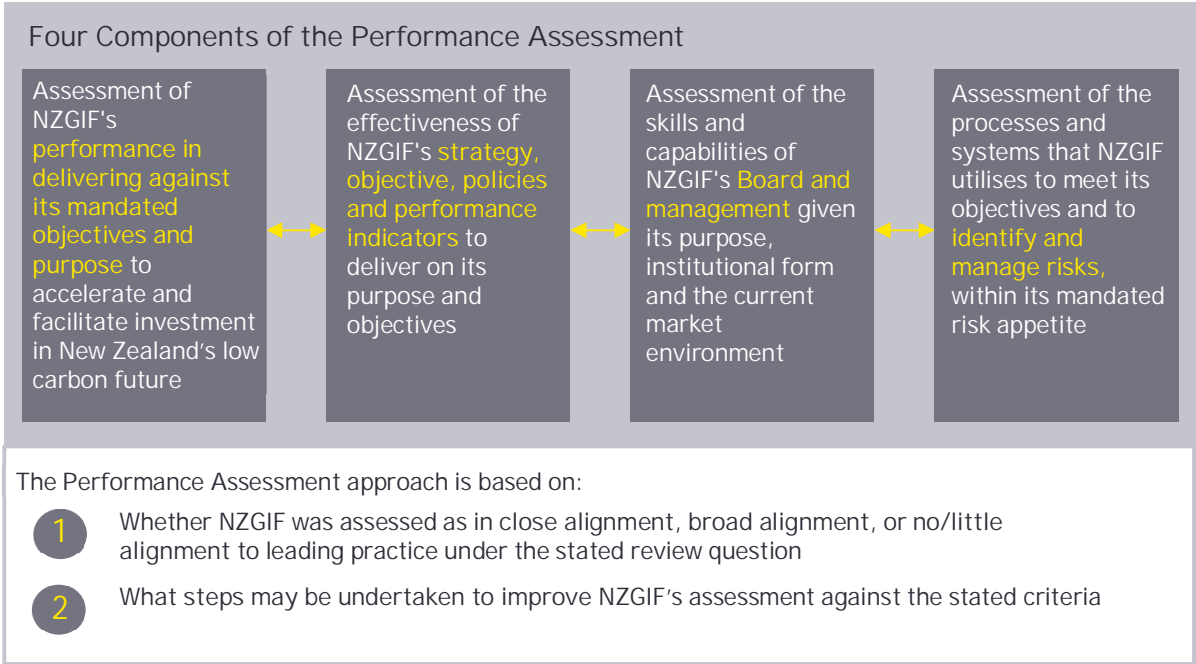 Four Components of the Performance Assessment
Assessment of
NZGIF's
performance in
delivering against
its mandated
objectives and
purpose to
accelerate and
facilitate investment
in New Zealand's low
carbon future
Assessment of the
effectiveness of
NZGIF's strategy,
objective, policies
and performance
indicators to
deliver on its
purpose and
objectives
Assessment of the
skills and
capabilities of
NZGIF's Board and
management given
its purpose,
institutional form
and the current
market
environment
Assessment of the
processes and
systems that NZGIF
utilises to meet its
objectives and to
identify and
manage risks,
within its mandated
risk appetite
The Performance Assessment approach is based on:
1
Whether NZGIF was assessed as in close alignment, broad alignment, or no/little
alignment to leading practice under the stated review question
2
What steps may be undertaken to improve NZGIF's assessment against the stated criteria